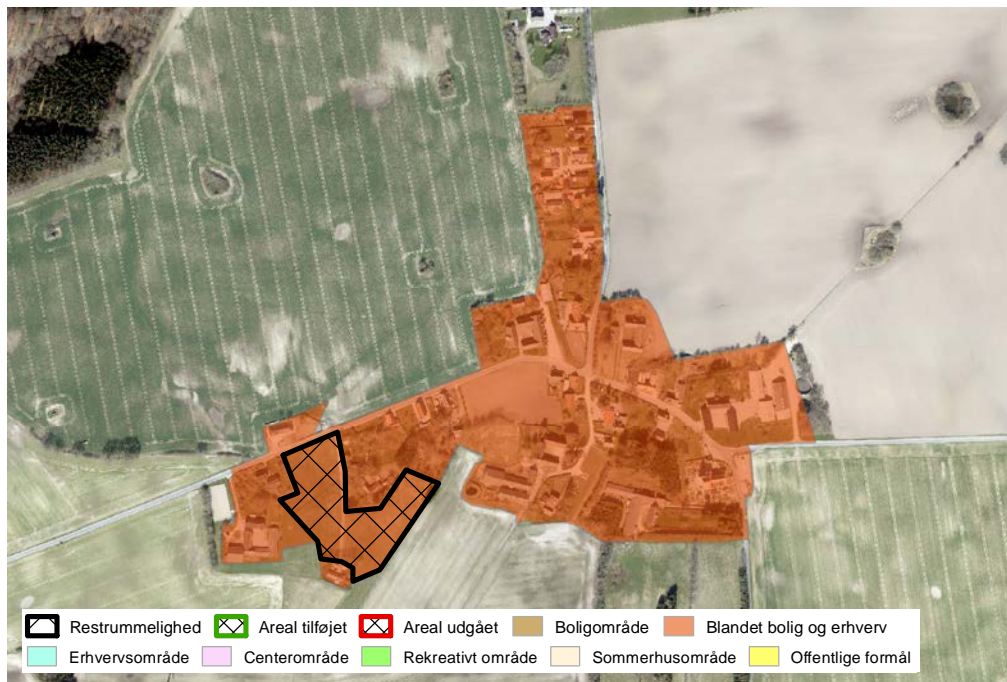 Restrummelighed Areal tilføjet Areal udgået Boligområde Blandet bolig og erhverv
Erhvervsområde Centerområde Rekreativt område Sommerhusområde Offentlige formål